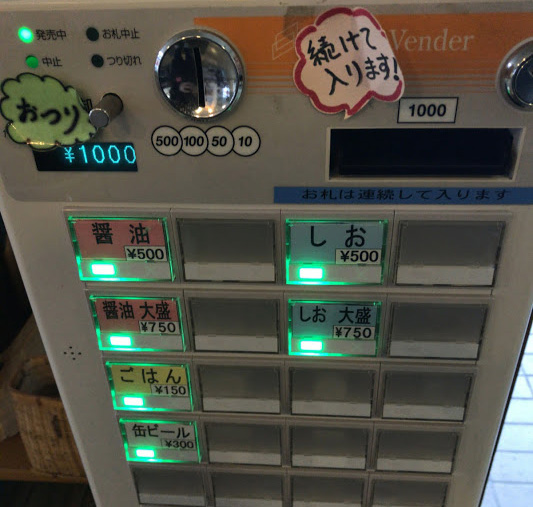 発売中
お札中止
中止
つり切れ
おつり
¥1000
500 100 50 10
続けて
入ります!
Vender
1000
お札は連続して入ります
醤油
¥500
しお
¥500
醤油 大盛
¥750
しお 大盛
¥750
ごはん
¥150
缶ビール
¥300